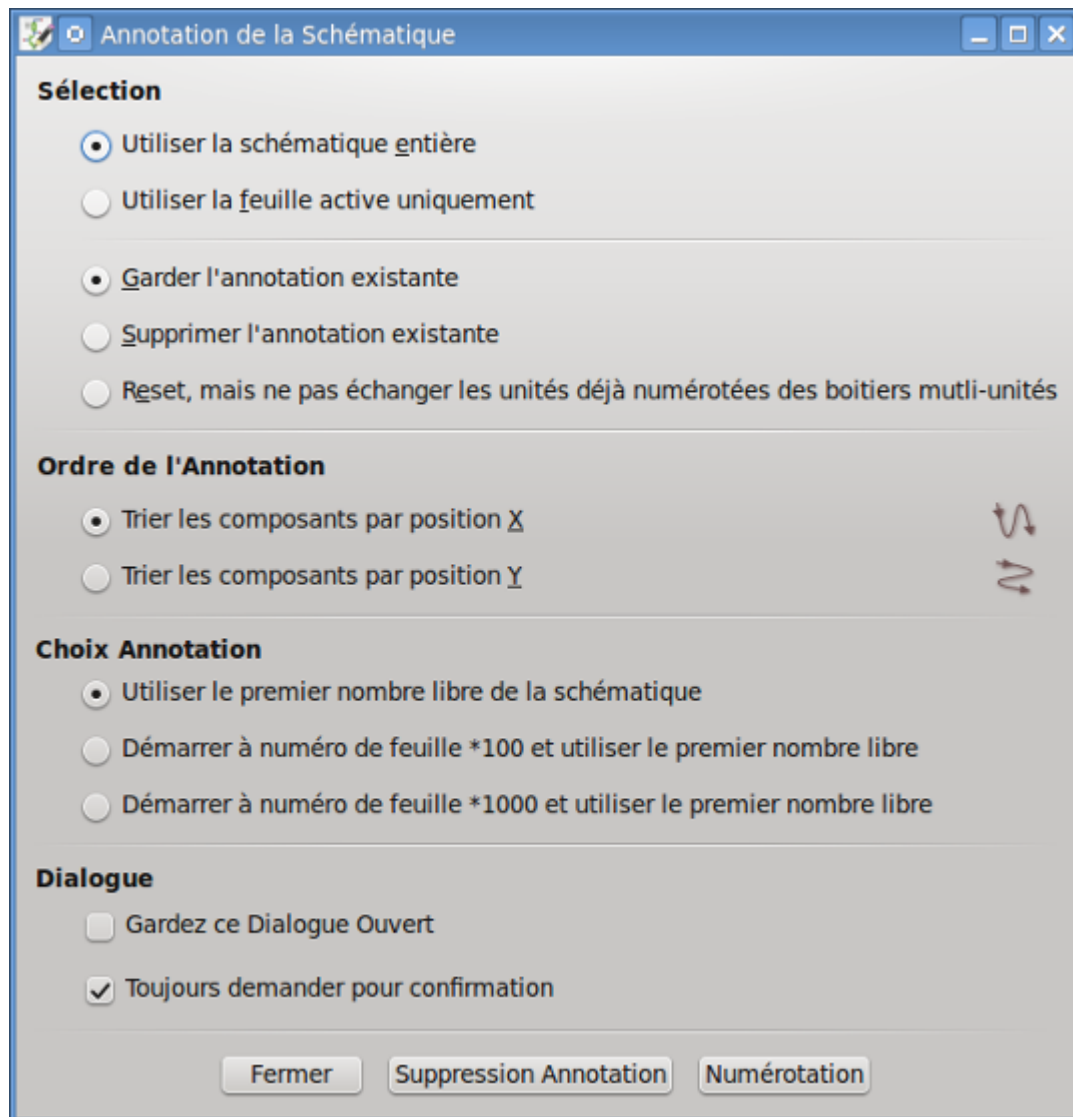 Annotation de la Schématique
Sélection
Utiliser la schématique entière
Utiliser la feuille active uniquement
Garder l'annotation existante
Supprimer l'annotation existante
Reset, mais ne pas échanger les unités déjà numérotées des boitiers mutli-unités
Ordre de l'Annotation
Trier les composants par position X
Trier les composants par position Y
Choix Annotation
Utiliser le premier nombre libre de la schématique
Démarrer à numéro de feuille *100 et utiliser le premier nombre libre
Démarrer à numéro de feuille *1000 et utiliser le premier nombre libre
Dialogue
Gardez ce Dialogue Ouvert
Toujours demander pour confirmation
Fermer Suppression Annotation Numérotation